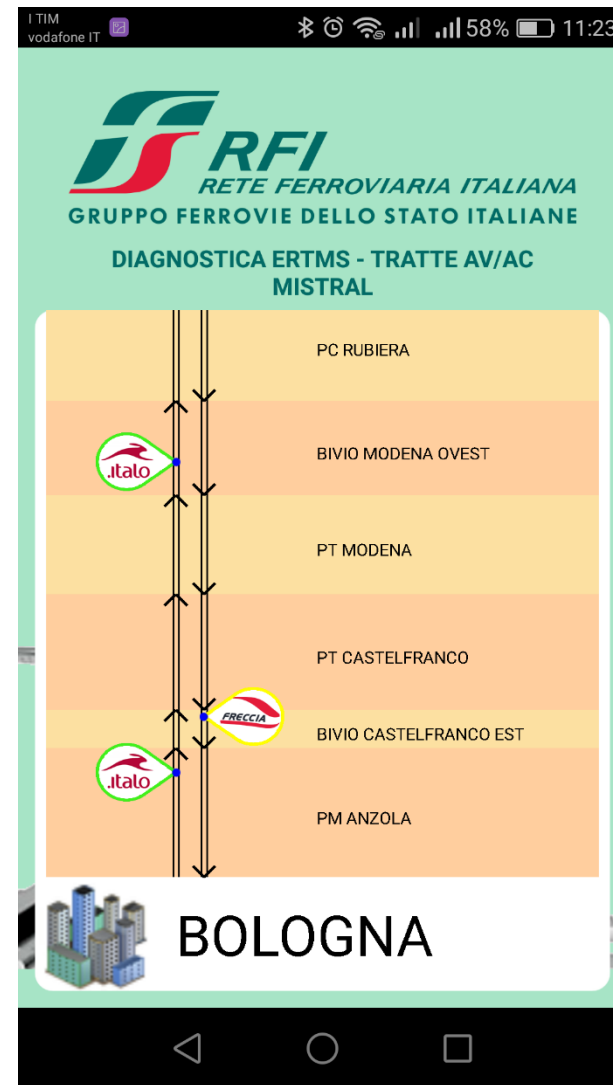 I TIM
vodafone IT
58% 11:23
RFI
RETE FERROVIARIA ITALIANA
GRUPPO FERROVIE DELLO STATO ITALIANE
DIAGNOSTICA ERTMS - TRATTE AV/AC
MISTRAL
PC RUBIERA
.italo
BIVIO MODENA OVEST
PT MODENA
PT CASTELFRANCO
FRECCIA
BIVIO CASTELFRANCO EST
.italo
PM ANZOLA
BOLOGNA